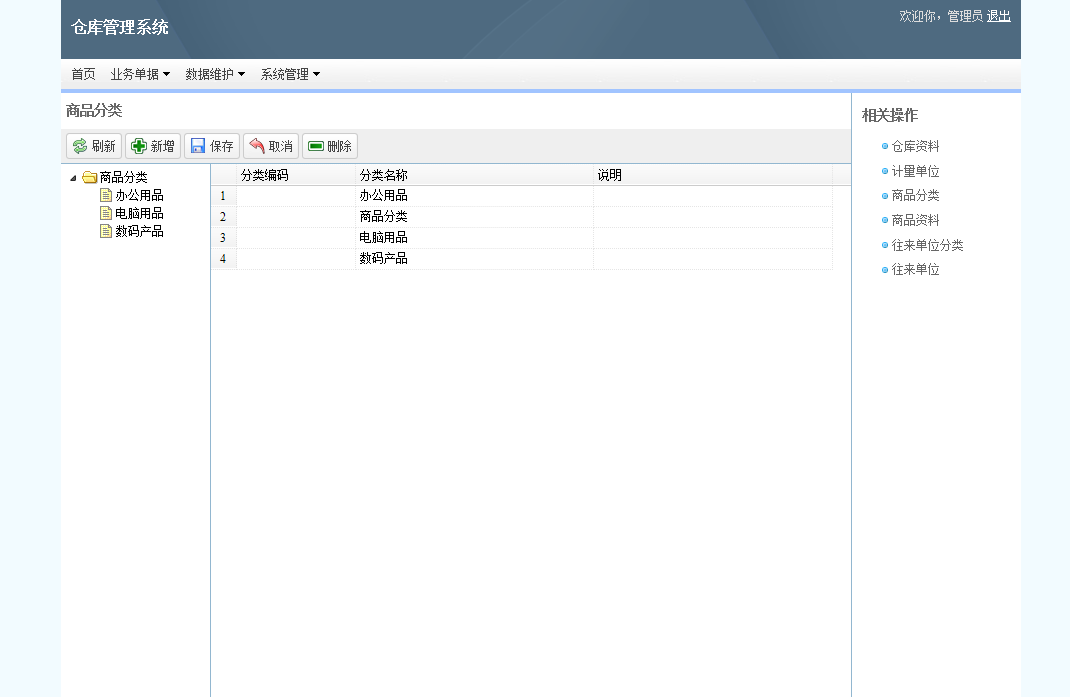 仓库管理系统
欢迎你，管理员 退出
首页 业务单据 数据维护 系统管理
商品分类
刷新 新增 保存 取消 删除
商品分类
办公用品
电脑用品
数码产品
分类编码 分类名称 说明
1 办公用品
2 商品分类
3 电脑用品
4 数码产品
相关操作
仓库资料
计量单位
商品分类
商品资料
往来单位分类
往来单位